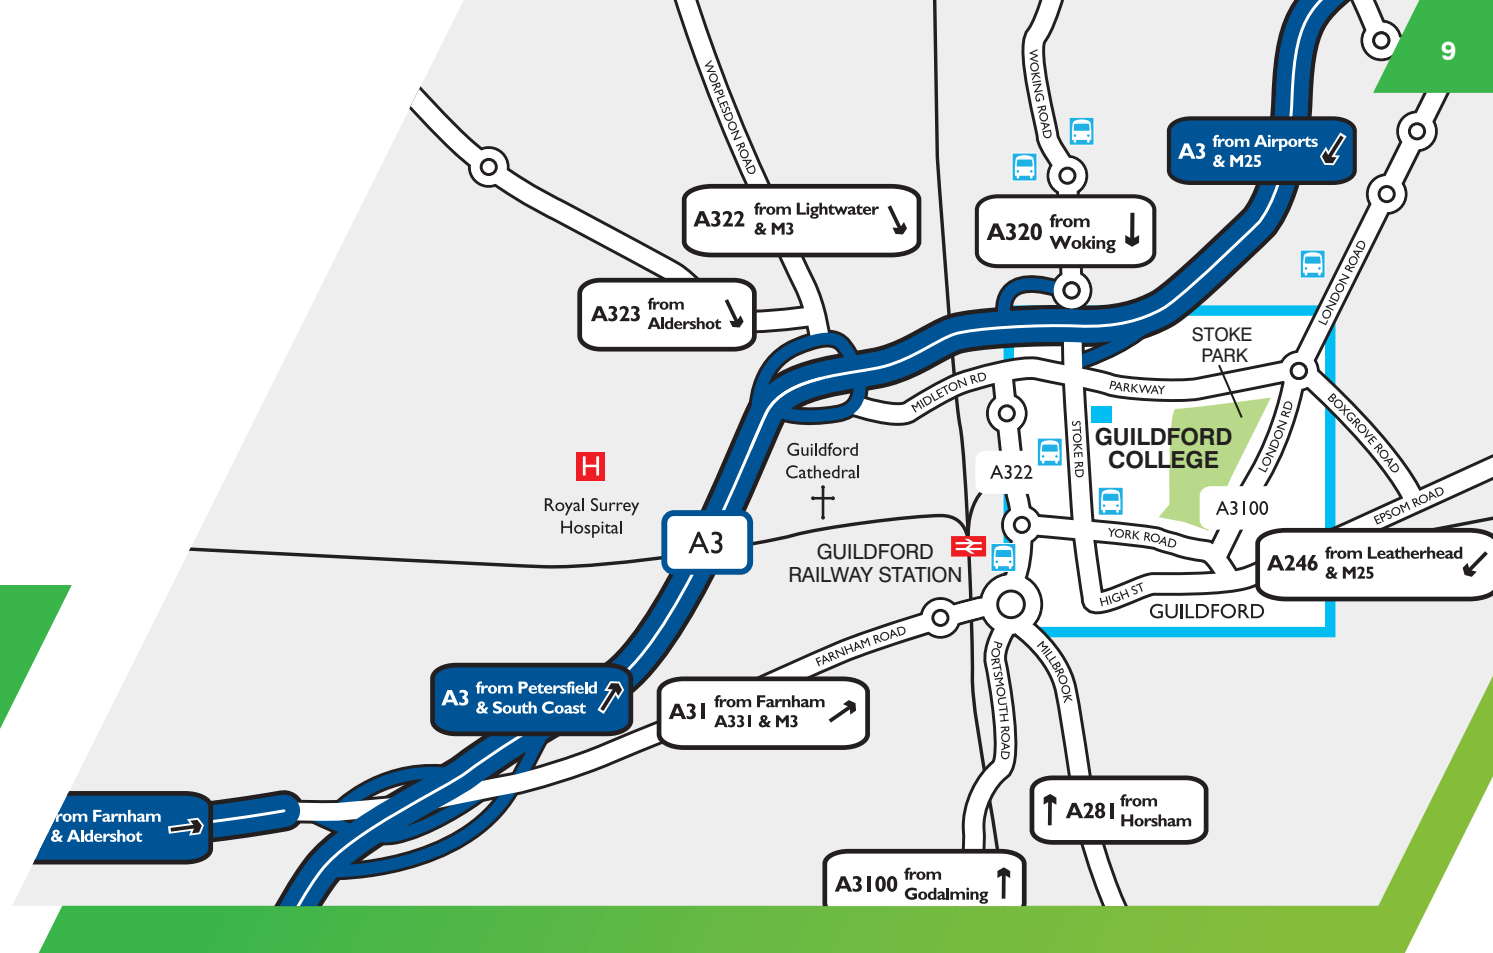 9
WORPLESDON ROAD
WOKING ROAD
A3 from Airports
& M25
A322 from Lightwater
& M3
A320 from
Woking
LONDON ROAD
A323 from
Aldershot
STOKE
PARK
MIDLETON RD
PARKWAY
BOXGROVE ROAD
STOKE RD
GUILDFORD
COLLEGE
LONDON RD
H
Royal Surrey
Hospital
Guildford
Cathedral
A322
A3100
EPSOM ROAD
A3
GUILDFORD
RAILWAY STATION
YORK ROAD
A246 from Leatherhead
& M25
HIGH ST
GUILDFORD
FARNHAM ROAD
PORTSMOUTH ROAD
MILLBROOK
A3 from Petersfield
& South Coast
A31 from Farnham
A331 & M3
rom Farnham
& Aldershot
A281 from
Horsham
A3100 from
Godalming